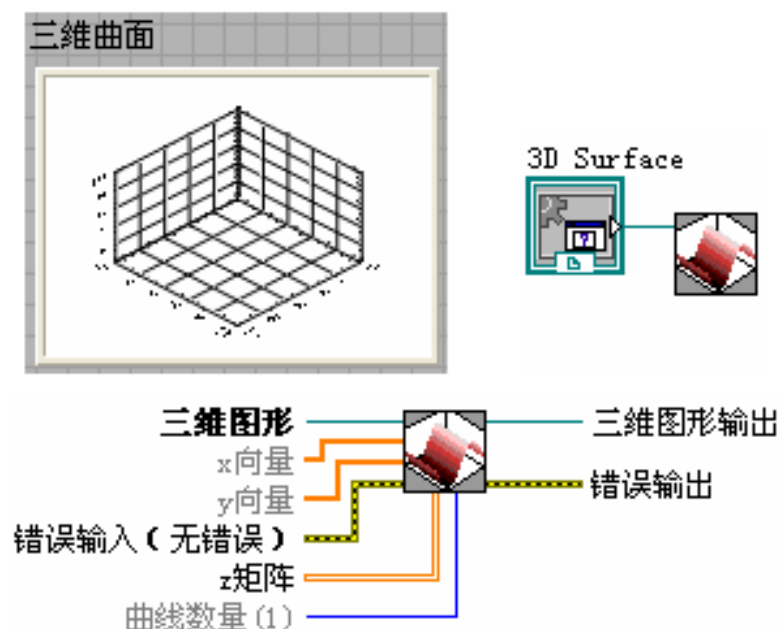 三维曲面
3D Surface
三维图形
x向量
y向量
错误输入(无错误)
z矩阵
曲线数量(1)
三维图形输出
错误输出